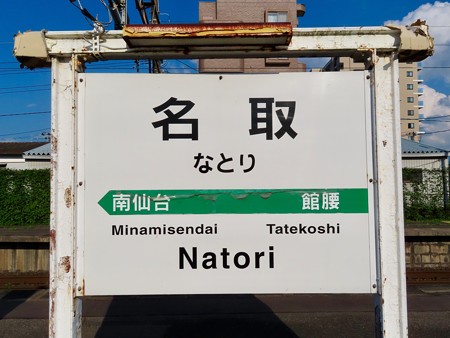 名取
なとり
南仙台 館腰
Minamisendai Tatekoshi
Natori